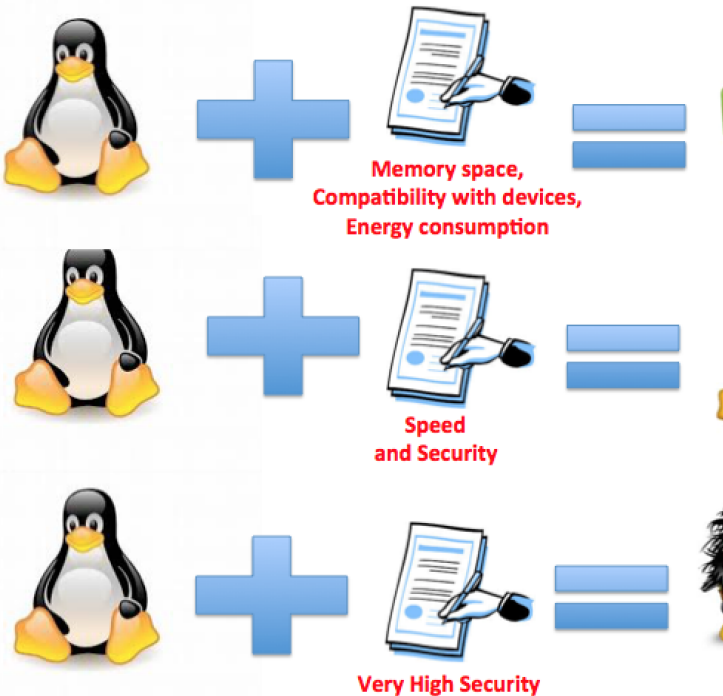 Memory space,
Compatibility with devices,
Energy consumption
Speed
and Security
Very High Security